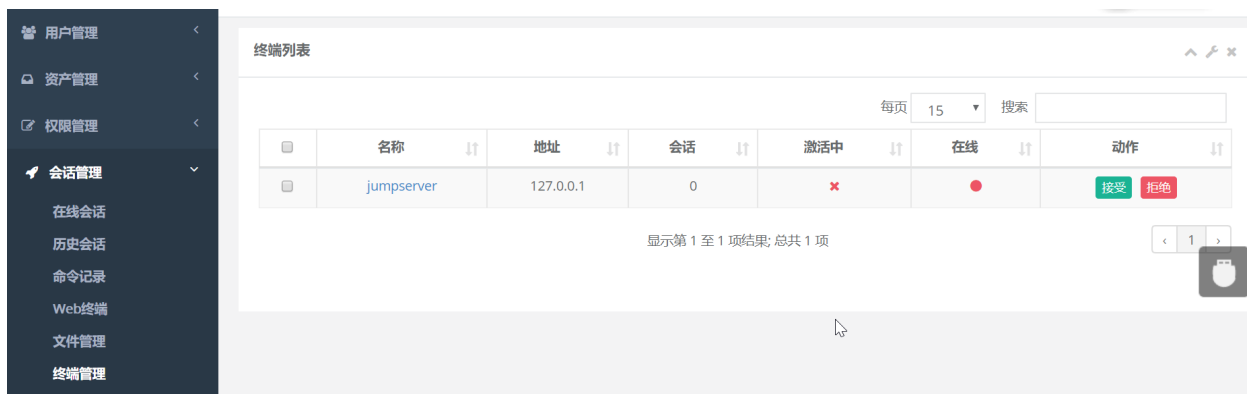 用户管理
资产管理
权限管理
会话管理
在线会话
历史会话
命令记录
Web终端
文件管理
终端管理
终端列表
每页 15 搜索
名称 地址 会话 激活中 在线 动作
jumpserver 127.0.0.1 0 接受 拒绝
显示第 1 至 1 项结果; 总共 1 项
‹ 1 ›